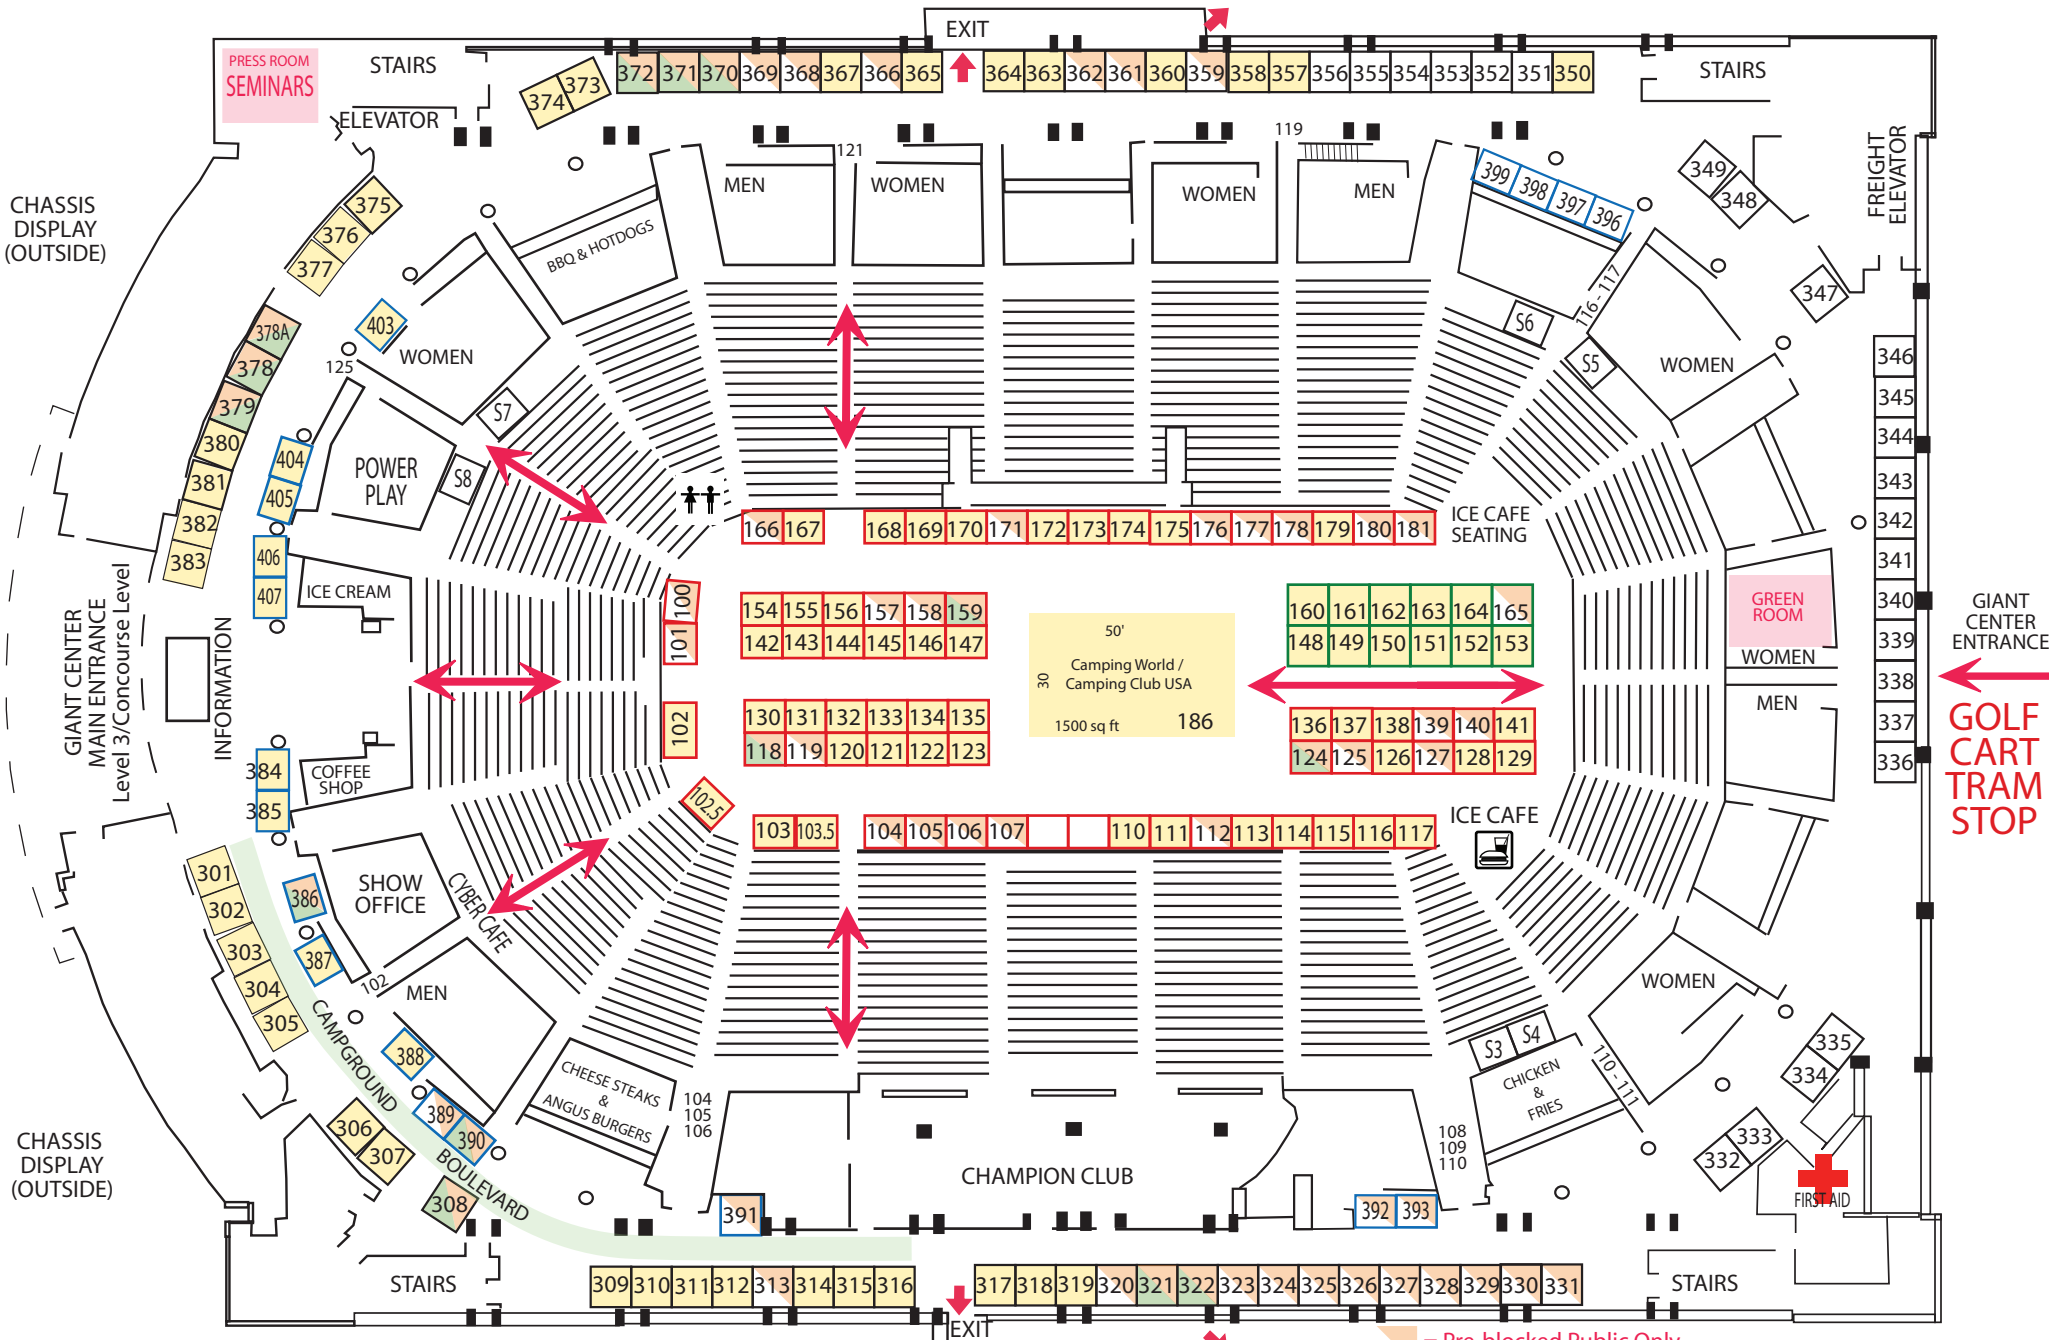 EXIT
PRESS ROOM
SEMINARS
STAIRS
ELEVATOR
374 373
372 371 370 369 368 367 366 365
364 363 362 361 360 359 358 357 356 355 354 353 352 351 350
STAIRS
FREIGHT
ELEVATOR
349
348
347
119
121
MEN
WOMEN
WOMEN
MEN
399 398 397 396
CHASSIS
DISPLAY
(OUTSIDE)
375
376
377
BBQ & HOTDOGS
116 - 117
S6
S5
WOMEN
403
WOMEN
125
S7
378A
378
379
380
381
382
383
404
405
POWER
PLAY
S8
406
407
ICE CREAM
346
345
344
343
342
341
340
339
338
337
336
166 167
168 169 170 171 172 173 174 175 176 177 178 179 180 181
ICE CAFE
SEATING
100
101
102
102.5
154 155 156 157 158 159
142 143 144 145 146 147
160 161 162 163 164 165
148 149 150 151 152 153
50'
30
Camping World /
Camping Club USA
1500 sq ft 186
GREEN
ROOM
WOMEN
MEN
GIANT
CENTER
ENTRANCE
GOLF
CART
TRAM
STOP
GIANT CENTER
MAIN ENTRANCE
Level 3/Concourse Level
INFORMATION
130 131 132 133 134 135
118 119 120 121 122 123
136 137 138 139 140 141
124 125 126 127 128 129
384
385
COFFEE
SHOP
103 103.5
104 105 106 107 110 111 112 113 114 115 116 117
ICE CAFE
301
302
303
304
305
386
387
SHOW
OFFICE
CYBER CAFE
102
MEN
CAMPGROUND
BOULEVARD
388
389
390
306
307
308
CHEESE STEAKS
&
ANGUS BURGERS
104
105
106
391
CHAMPION CLUB
108
109
110
392 393
S3 S4
CHICKEN
&
FRIES
110 - 111
WOMEN
335
334
333
332
FIRST AID
CHASSIS
DISPLAY
(OUTSIDE)
STAIRS
309 310 311 312 313 314 315 316
317 318 319 320 321 322 323 324 325 326 327 328 329 330 331
STAIRS
EXIT
= Pre-blocked Public Only